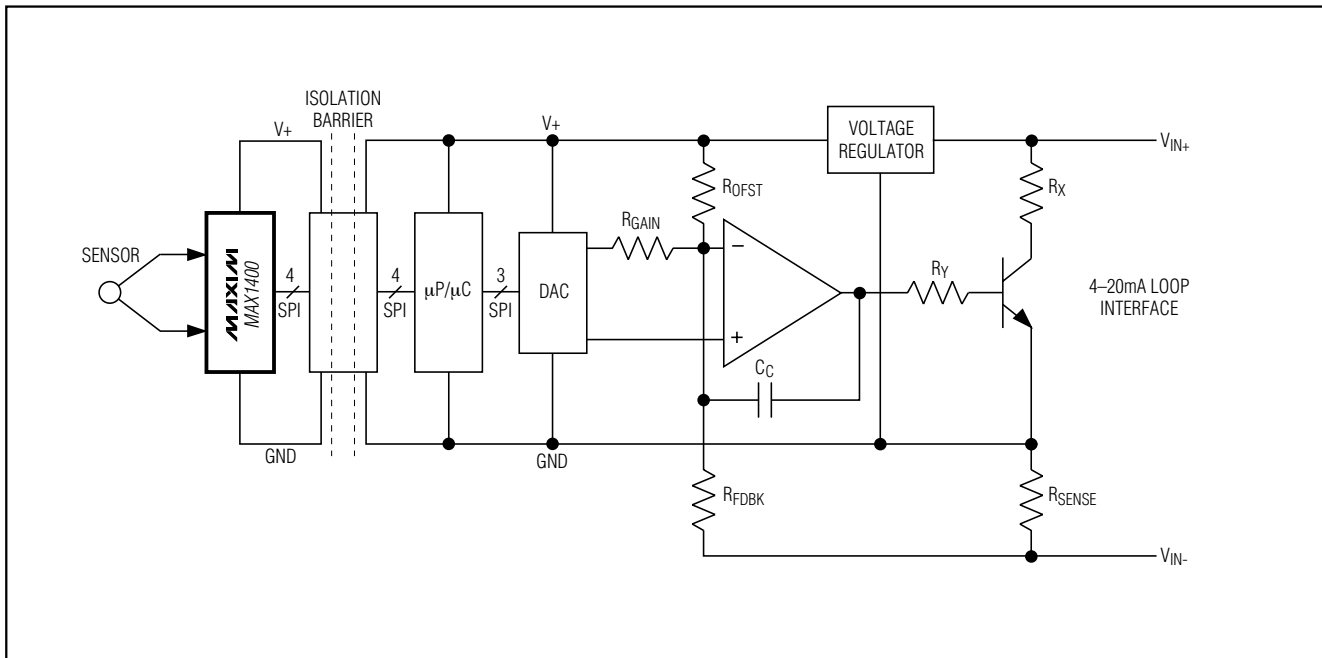 ISOLATION
BARRIER
V+
V+
VOLTAGE
REGULATOR
VIN+
ROFST
RX
RGAIN
SENSOR
MAXIM
MAX1400
4
SPI
4
SPI
µP/µC
3
SPI
DAC
−
+
RY
4–20mA LOOP
INTERFACE
CC
GND
GND
RFDBK
RSENSE
VIN-